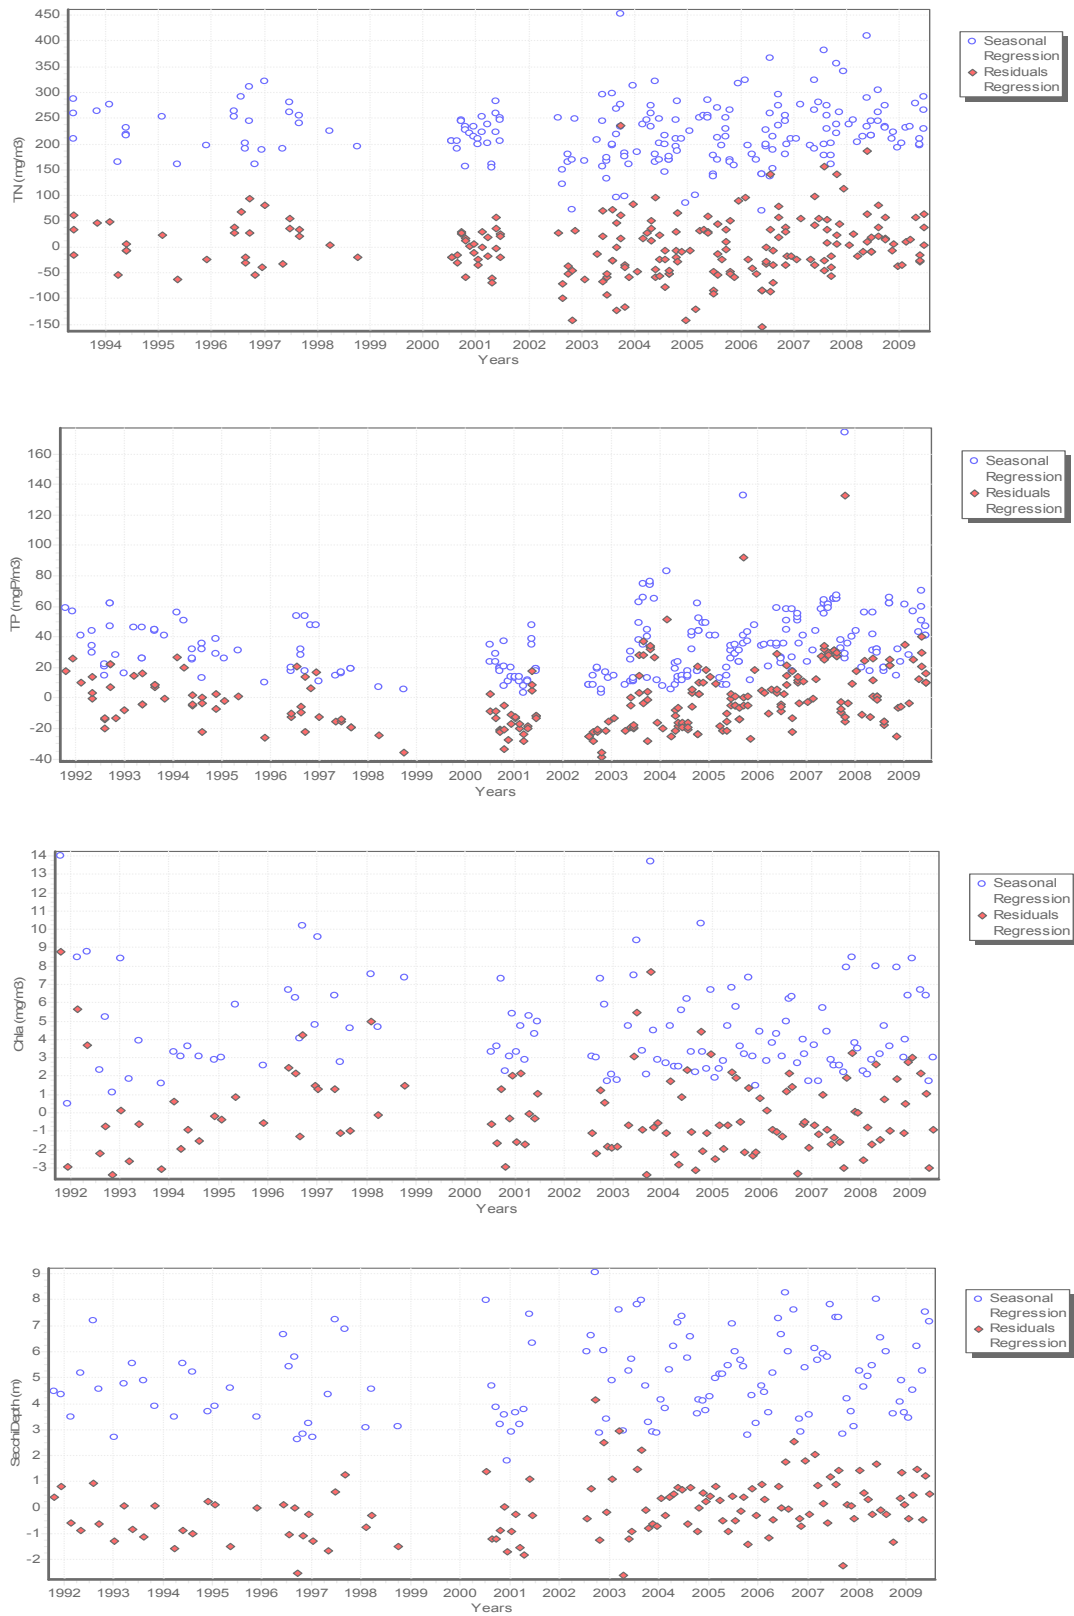 450
400
350
300
250
200
150
100
50
0
-50
-100
-150
TN (mg/m3)
1994 1995 1996 1997 1998 1999 2000 2001 2002 2003 2004 2005 2006 2007 2008 2009
Years
Seasonal
Regression
Residuals
Regression
160
140
120
100
80
60
40
20
0
-20
-40
TP (mgP/m3)
1992 1993 1994 1995 1996 1997 1998 2000 2001 2002 2003 2004 2005 2006 2007 2008 2009
Years
Seasonal
Regression
Residuals
Regression
14
13
12
11
10
9
8
7
6
5
4
3
2
1
0
-1
-2
-3
Chla (mg/m3)
1992 1993 1994 1995 1996 1997 1998 1999 2000 2001 2002 2003 2004 2005 2006 2007 2008 2009
Years
Seasonal
Regression
Residuals
Regression
9
8
7
6
5
4
3
2
1
0
-1
-2
SecchiDepth (m)
1992 1993 1994 1995 1996 1997 1998 1999 2000 2001 2002 2003 2004 2005 2006 2007 2008 2009
Years
Seasonal
Regression
Residuals
Regression